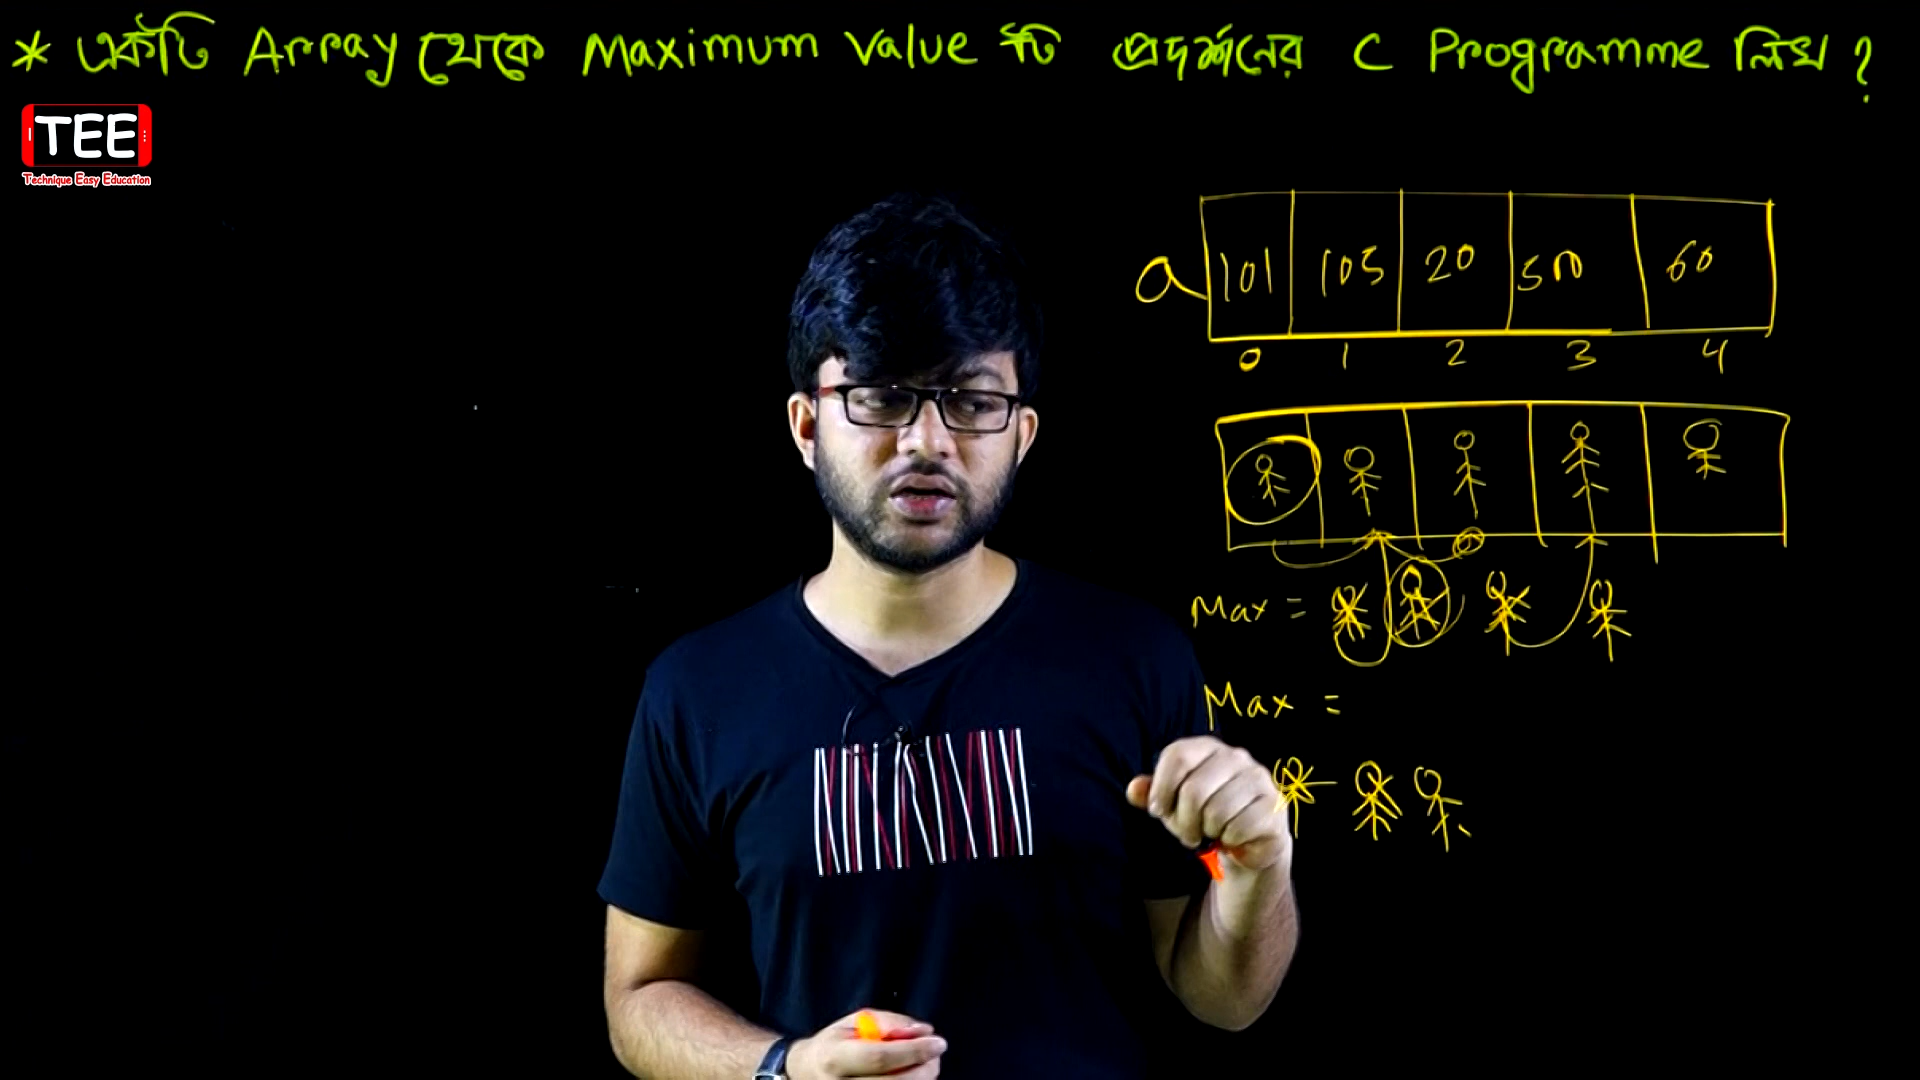 * একটি Array থেকে Maximum Value টি প্রদর্শনের C Programme লিখ ?
TEE
Technique Easy Education
a 101 105 20 50 60
0 1 2 3 4
Max =
Max =